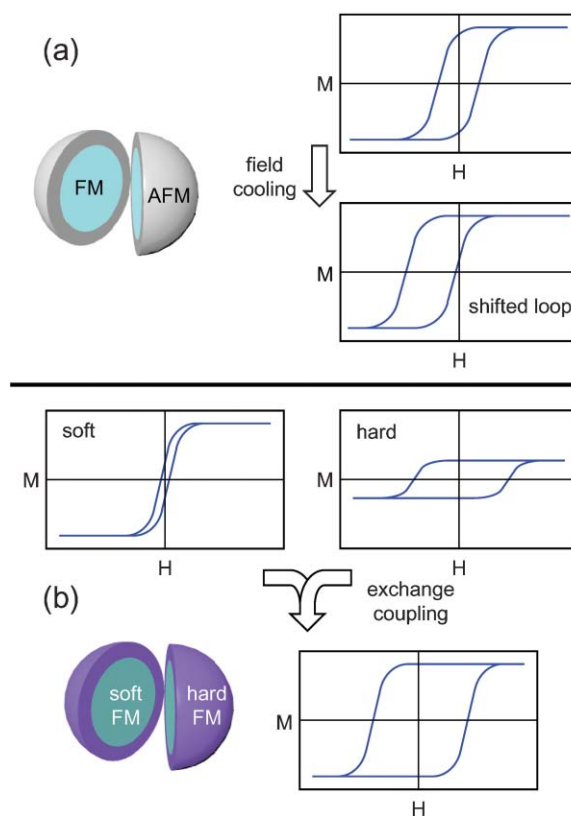 (a)
M
H
FM
AFM
field
cooling
M
shifted loop
H
soft
M
H
hard
M
H
(b)
exchange
coupling
soft
FM
hard
FM
M
H